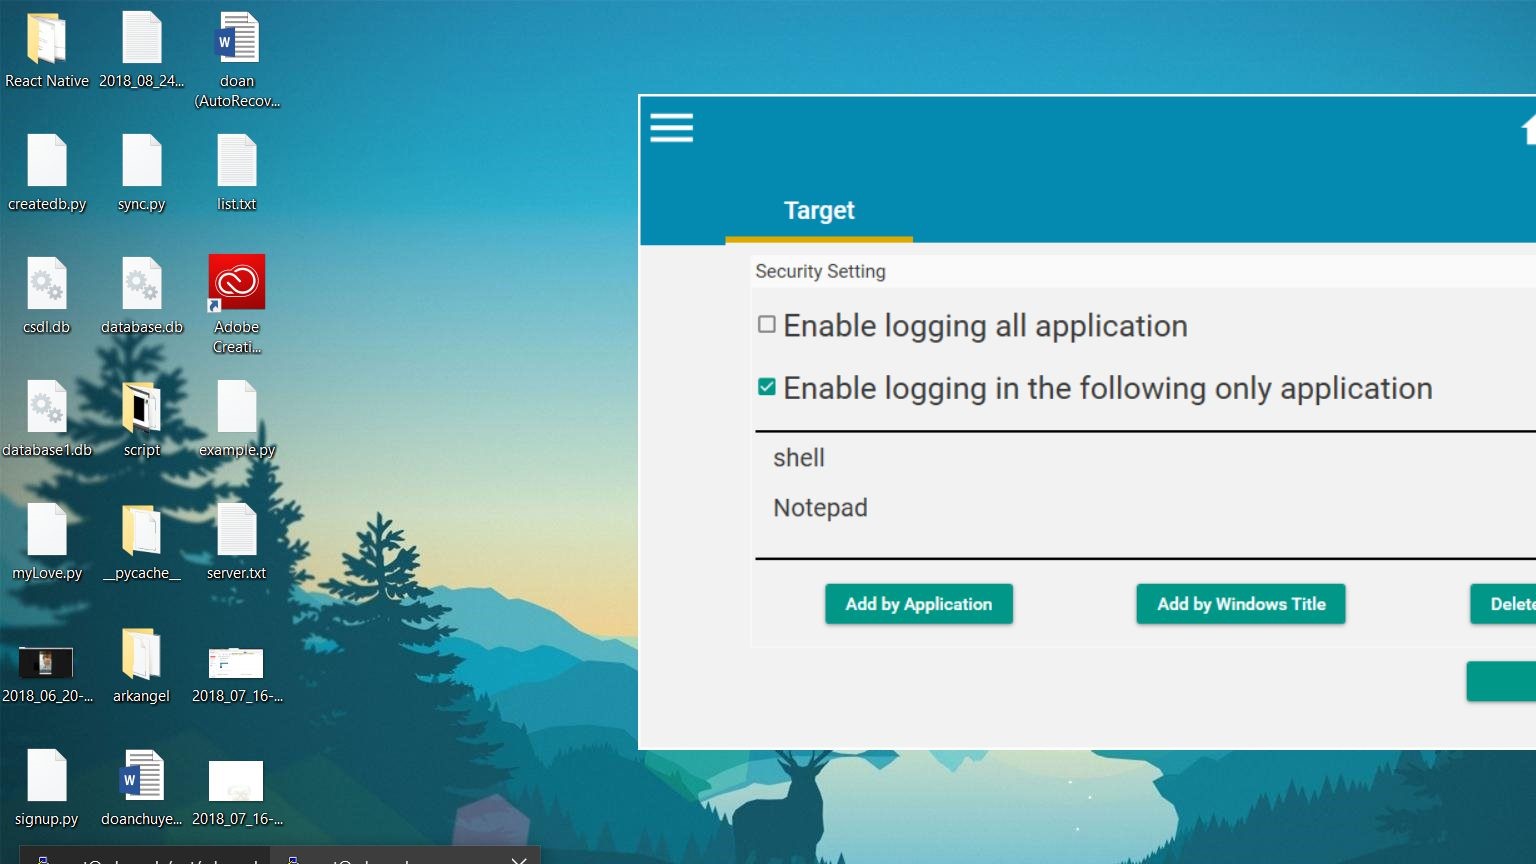 React Native
2018_08_24...
doan
(AutoRecov...
createdb.py
sync.py
list.txt
csdl.db
database.db
Adobe
Creati...
database1.db
script
example.py
myLove.py
__pycache__
server.txt
2018_06_20-...
arkangel
2018_07_16-...
signup.py
doanchuye...
2018_07_16-...
Target
Security Setting
Enable logging all application
Enable logging in the following only application
shell
Notepad
Add by Application
Add by Windows Title
Delete